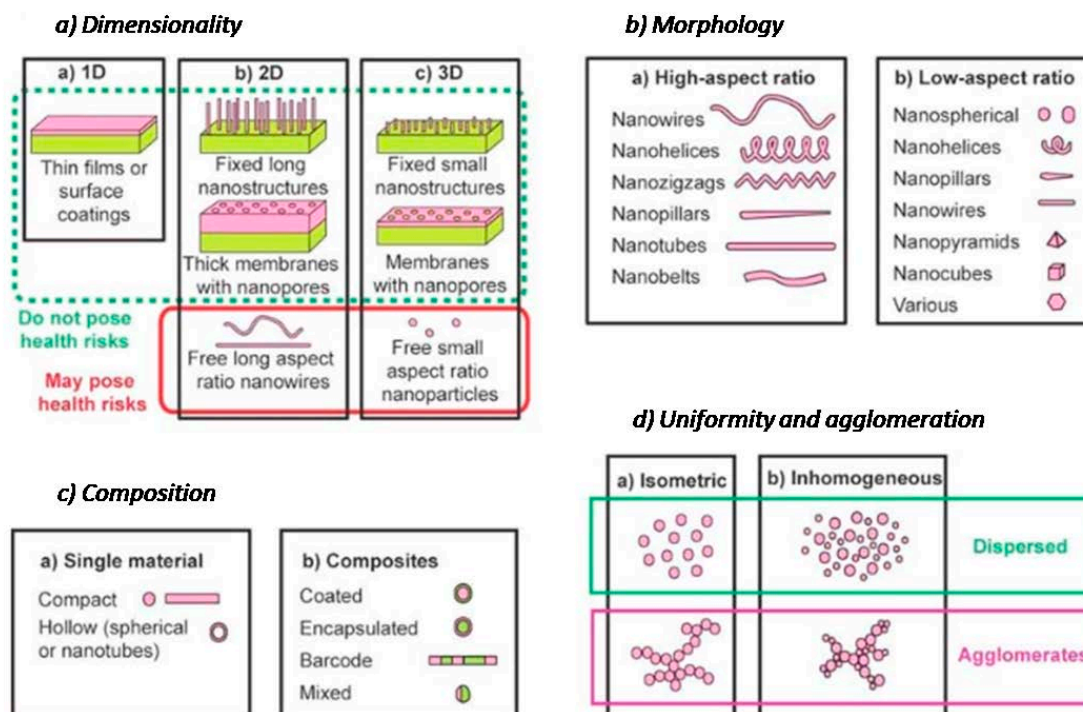 a) Dimensionality
a) 1D
b) 2D
c) 3D
Thin films or
surface
coatings
Fixed long
nanostructures
Thick membranes
with nanopores
Fixed small
nanostructures
Membranes
with nanopores
Do not pose
health risks
May pose
health risks
Free long aspect
ratio nanowires
Free small
aspect ratio
nanoparticles
b) Morphology
a) High-aspect ratio
Nanowires
Nanohelices
Nanozigzags
Nanopillars
Nanotubes
Nanobelts
b) Low-aspect ratio
Nanospherical
Nanohelices
Nanopillars
Nanowires
Nanopyramids
Nanocubes
Various
c) Composition
a) Single material
Compact
Hollow (spherical
or nanotubes)
b) Composites
Coated
Encapsulated
Barcode
Mixed
d) Uniformity and agglomeration
a) Isometric
b) Inhomogeneous
Dispersed
Agglomerates